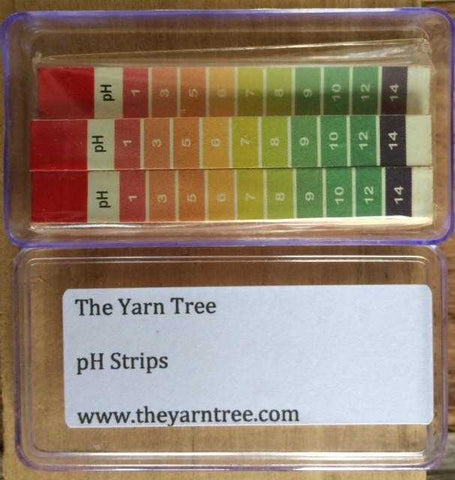 pH 1 3 5 6 7 8 9 10 12 14
pH 1 3 5 6 7 8 9 10 12 14
pH 1 3 5 6 7 8 9 10 12 14
The Yarn Tree
pH Strips
www.theyarntree.com